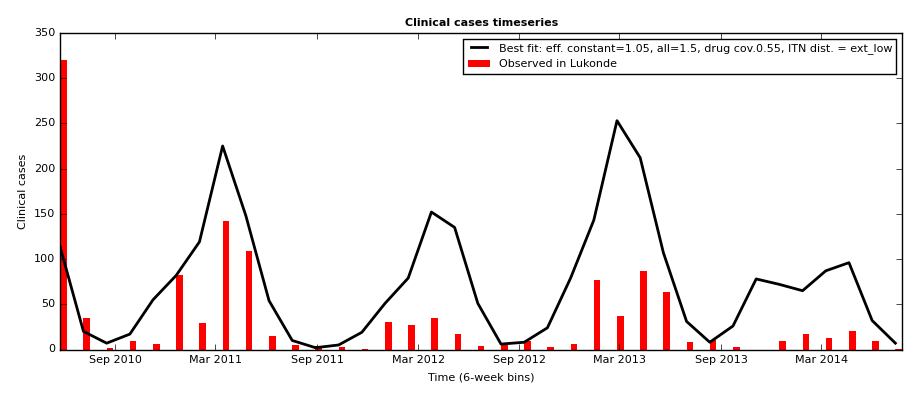 Clinical cases timeseries
Best fit: eff. constant=1.05, all=1.5, drug cov.0.55, ITN dist. = ext_low
Observed in Lukonde
Clinical cases
350
300
250
200
150
100
50
0
Sep 2010 Mar 2011 Sep 2011 Mar 2012 Sep 2012 Mar 2013 Sep 2013 Mar 2014
Time (6-week bins)